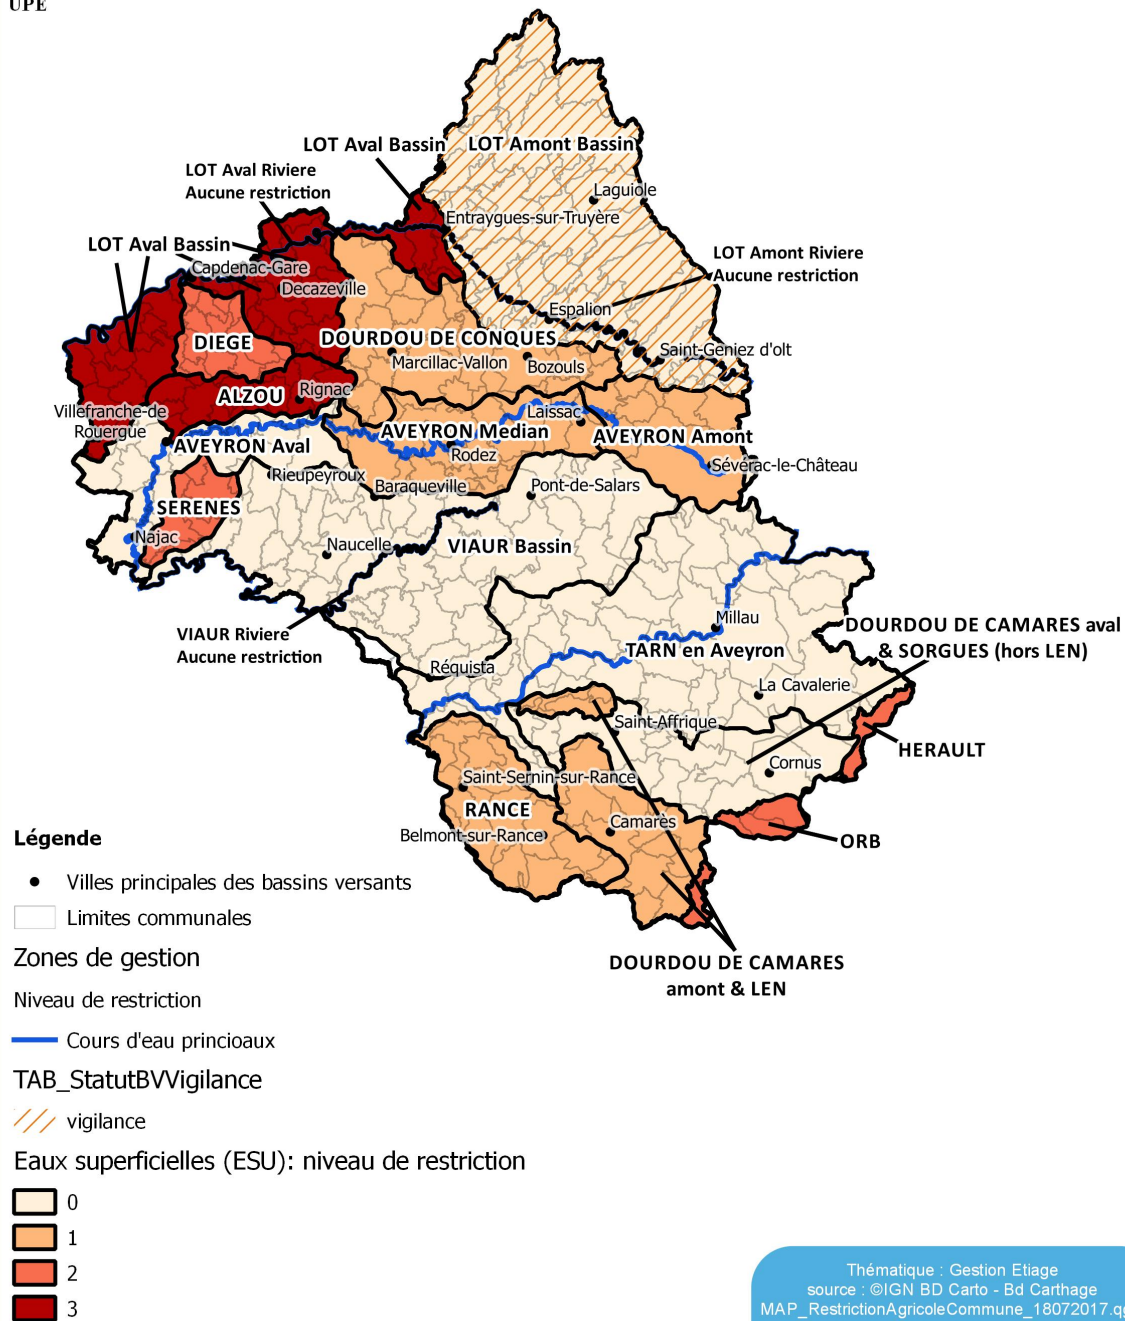 UPE
LOT Aval Bassin
LOT Amont Bassin
LOT Aval Riviere
Aucune restriction
Laguiole
Entraygues-sur-Truyère
LOT Aval Bassin
LOT Amont Riviere
Aucune restriction
Capdenac-Gare
Decazeville
Espalion
DIEGE
DOURDOU DE CONQUES
Saint-Geniez d'olt
Marcillac-Vallon
Bozouls
ALZOU
Rignac
Villefranche-de
Rouergue
Laissac
AVEYRON Median
AVEYRON Amont
AVEYRON Aval
Rodez
Sévérac-le-Château
Rieupeyroux
Baraqueville
Pont-de-Salars
SERENES
Najac
Naucelle
VIAUR Bassin
Millau
VIAUR Riviere
Aucune restriction
DOURDOU DE CAMARES aval
& SORGUES (hors LEN)
TARN en Aveyron
Réquista
La Cavalerie
Saint-Affrique
HERAULT
Cornus
Saint-Sernin-sur-Rance
RANCE
Camarès
Belmont-sur-Rance
ORB
DOURDOU DE CAMARES
amont & LEN
Légende
Villes principales des bassins versants
Limites communales
Zones de gestion
Niveau de restriction
Cours d'eau princioaux
TAB_StatutBVVigilance
vigilance
Eaux superficielles (ESU): niveau de restriction
0
1
2
3
Thématique : Gestion Etiage
source : ©IGN BD Carto - Bd Carthage
MAP_RestrictionAgricoleCommune_18072017.qg